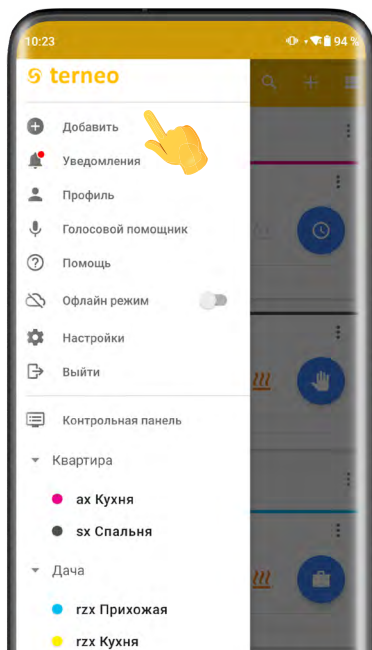 10:23
94 %
terneo
Добавить
Уведомления
Профиль
Голосовой помощник
Помощь
Офлайн режим
Настройки
Выйти
Контрольная панель
Квартира
ax Кухня
sx Спальня
Дача
rzx Прихожая
rzx Кухня